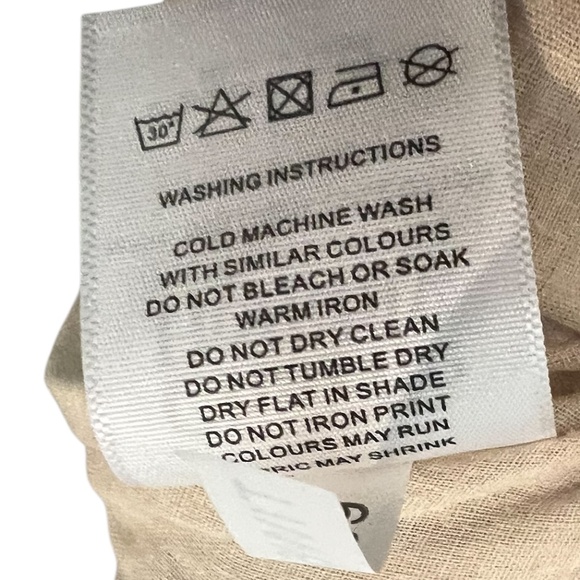 30°
WASHING INSTRUCTIONS
COLD MACHINE WASH
WITH SIMILAR COLOURS
DO NOT BLEACH OR SOAK
WARM IRON
DO NOT DRY CLEAN
DO NOT TUMBLE DRY
DRY FLAT IN SHADE
DO NOT IRON PRINT
COLOURS MAY RUN
RIC MAY SHRINK